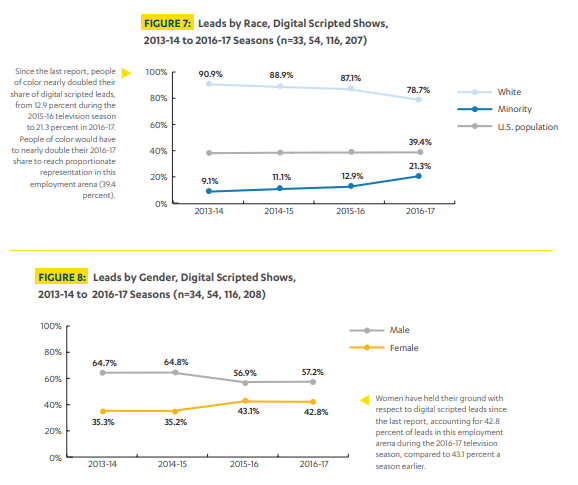 FIGURE 7: Leads by Race, Digital Scripted Shows,
2013-14 to 2016-17 Seasons (n=33, 54, 116, 207)
Since the last report, people
of color nearly doubled their
share of digital scripted leads,
from 12.9 percent during the
2015-16 television season
to 21.3 percent in 2016-17.
People of color would have
to nearly double their 2016-17
share to reach proportionate
representation in this
employment arena (39.4
percent).
100%
80%
60%
40%
20%
0%
90.9%
88.9%
87.1%
78.7%
39.4%
9.1%
11.1%
12.9%
21.3%
2013-14
2014-15
2015-16
2016-17
White
Minority
U.S. population
FIGURE 8: Leads by Gender, Digital Scripted Shows,
2013-14 to 2016-17 Seasons (n=34, 54, 116, 208)
100%
80%
60%
40%
20%
0%
64.7%
64.8%
56.9%
57.2%
35.3%
35.2%
43.1%
42.8%
2013-14
2014-15
2015-16
2016-17
Male
Female
Women have held their ground with
respect to digital scripted leads since
the last report, accounting for 42.8
percent of leads in this employment
arena during the 2016-17 television
season, compared to 43.1 percent a
season earlier.